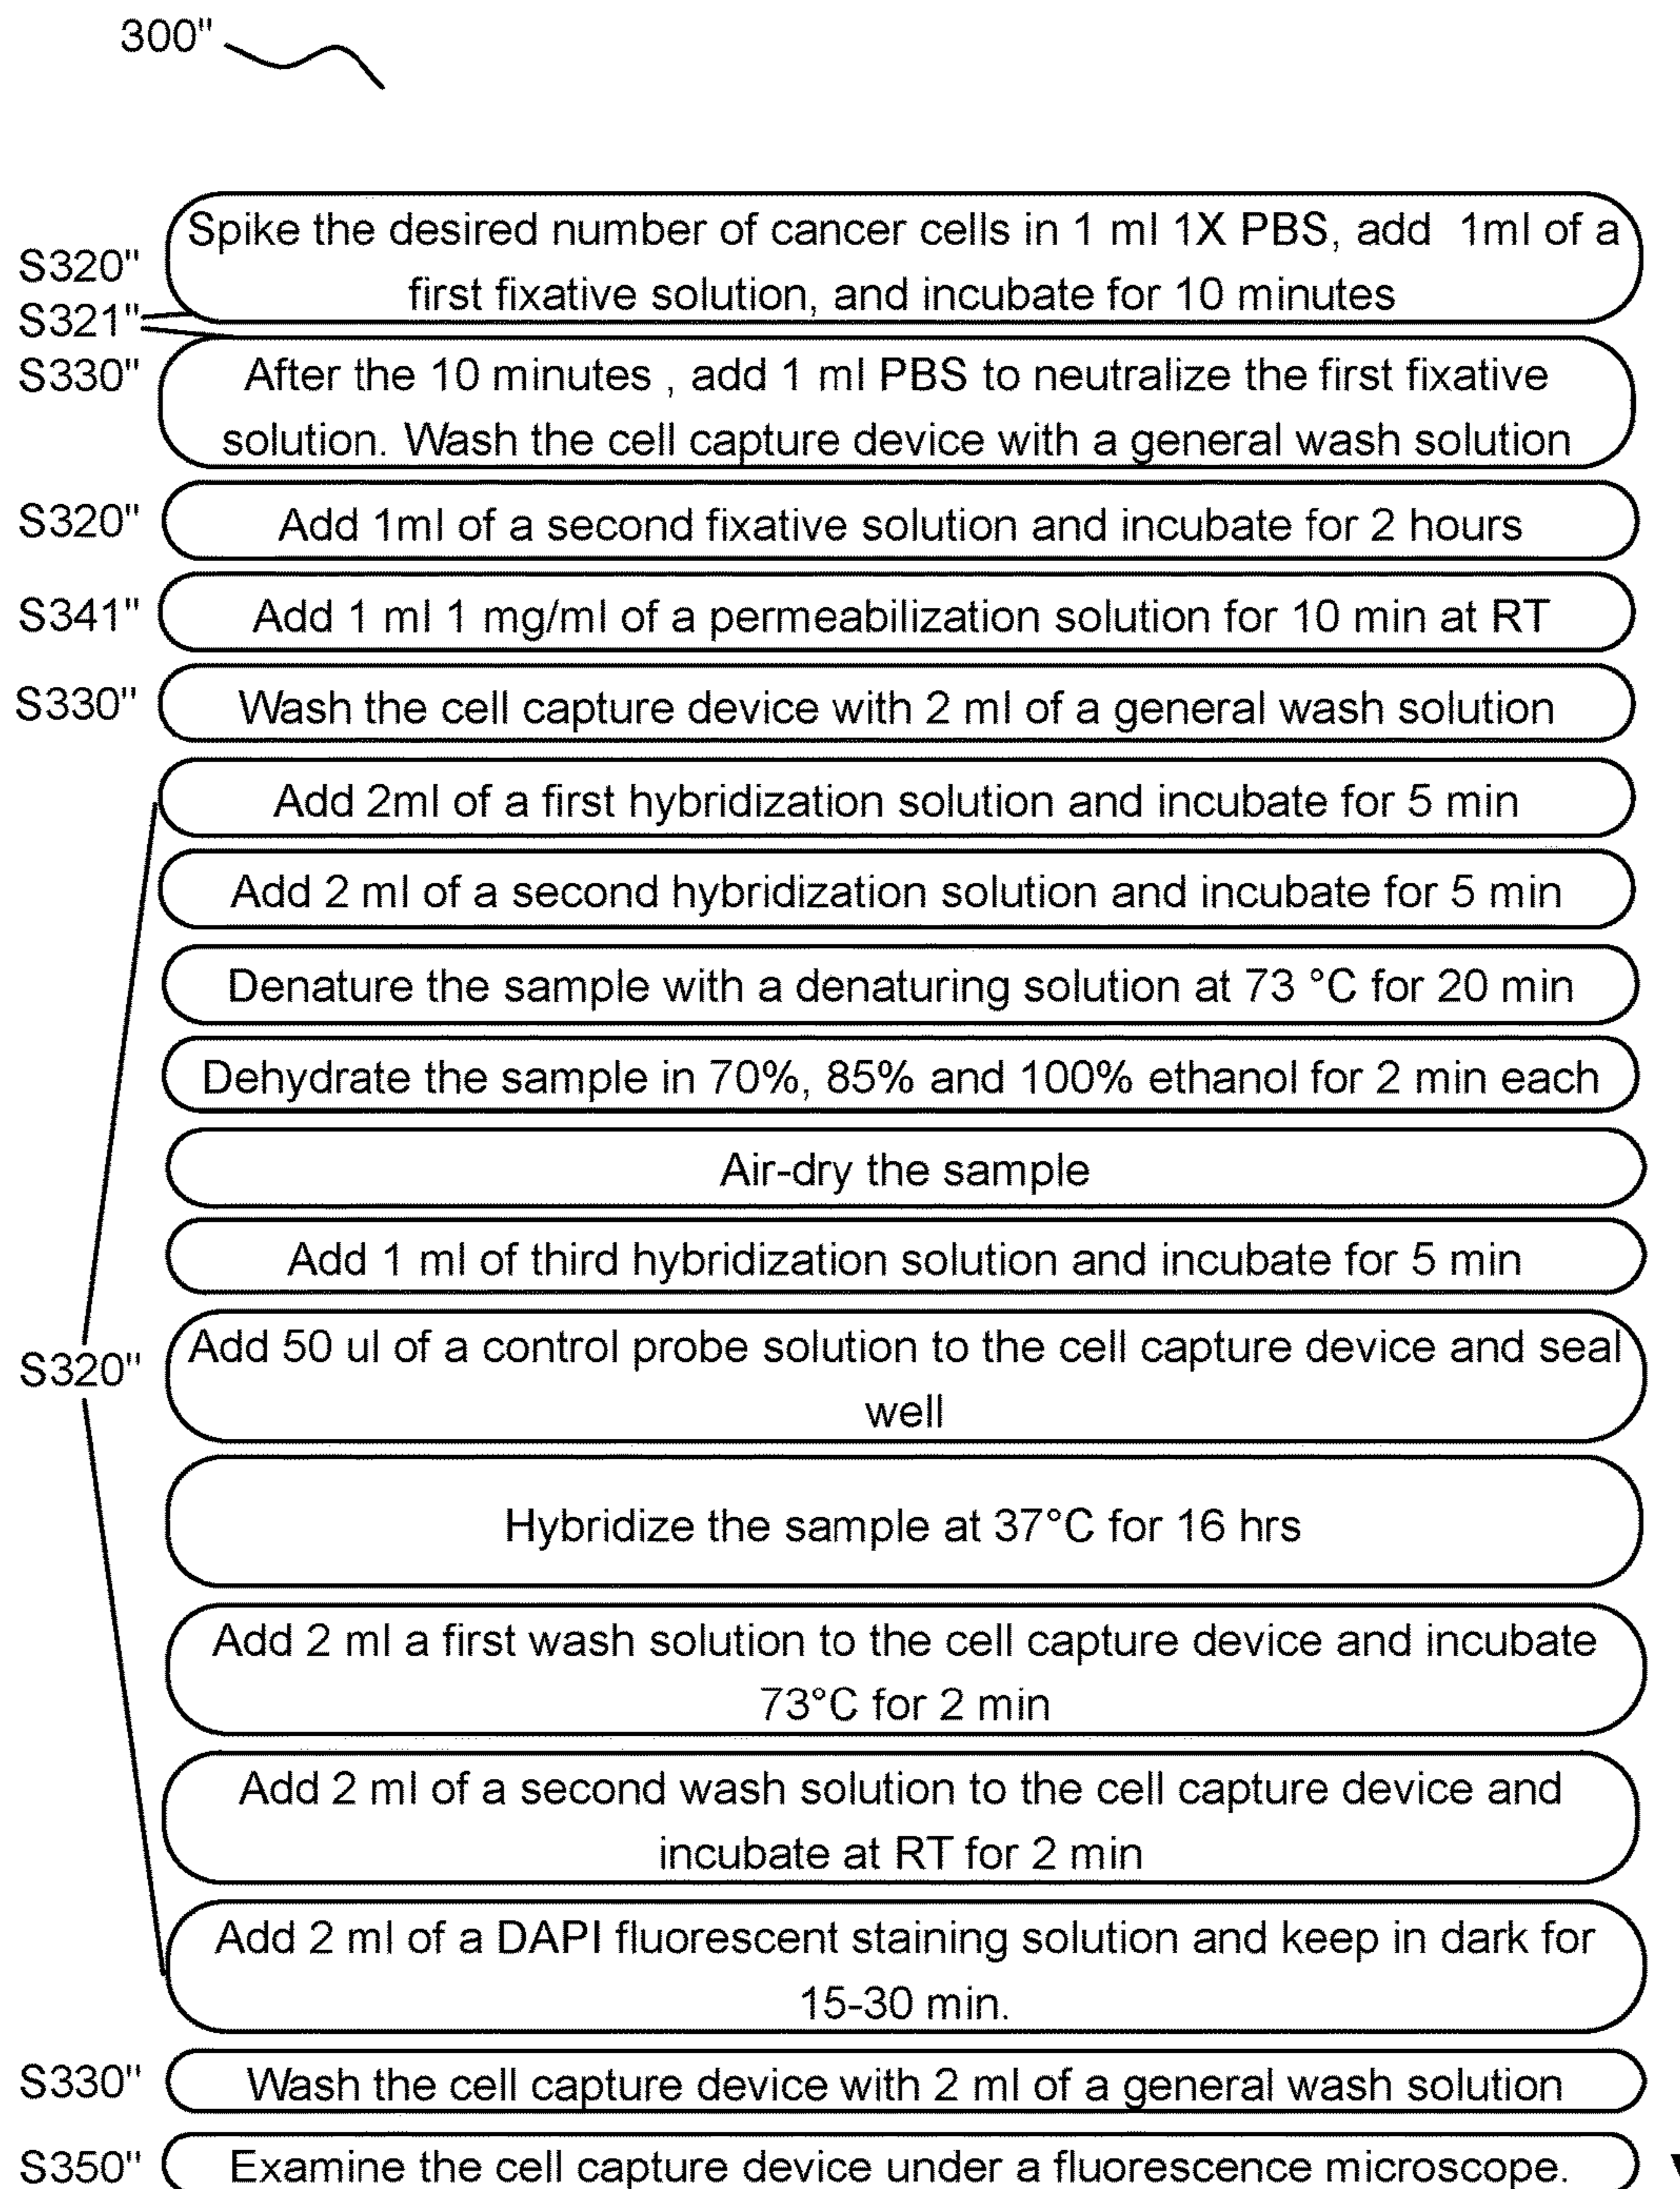 300"
S320"
Spike the desired number of cancer cells in 1 ml 1X PBS, add 1ml of a
first fixative solution, and incubate for 10 minutes
S321"
S330"
After the 10 minutes , add 1 ml PBS to neutralize the first fixative
solution. Wash the cell capture device with a general wash solution
S320"
Add 1ml of a second fixative solution and incubate for 2 hours
S341"
Add 1 ml 1 mg/ml of a permeabilization solution for 10 min at RT
S330"
Wash the cell capture device with 2 ml of a general wash solution
Add 2ml of a first hybridization solution and incubate for 5 min
Add 2 ml of a second hybridization solution and incubate for 5 min
Denature the sample with a denaturing solution at 73 °C for 20 min
Dehydrate the sample in 70%, 85% and 100% ethanol for 2 min each
Air-dry the sample
Add 1 ml of third hybridization solution and incubate for 5 min
S320"
Add 50 ul of a control probe solution to the cell capture device and seal
well
Hybridize the sample at 37°C for 16 hrs
Add 2 ml a first wash solution to the cell capture device and incubate
73°C for 2 min
Add 2 ml of a second wash solution to the cell capture device and
incubate at RT for 2 min
Add 2 ml of a DAPI fluorescent staining solution and keep in dark for
15-30 min.
S330"
Wash the cell capture device with 2 ml of a general wash solution
S350"
Examine the cell capture device under a fluorescence microscope.